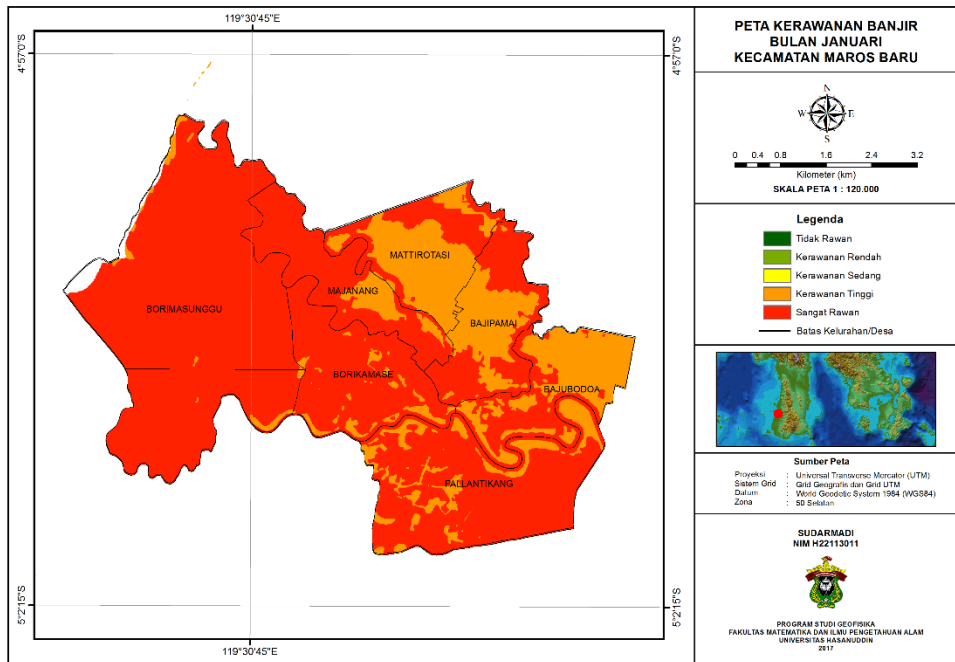 119°30'45"E
4°57'0"S
4°57'0"S
MATTIROTASI
MAJANANG
BORIMASUNGGU
BAJIPAMAI
BORIKAMASE
BAJUBODOA
PALLANTIKANG
5°2'15"S
5°2'15"S
119°30'45"E
PETA KERAWANAN BANJIR
BULAN JANUARI
KECAMATAN MAROS BARU
N
W E
S
0 0.4 0.8 1.6 2.4 3.2
Kilometer (km)
SKALA PETA 1 : 120.000
Legenda
Tidak Rawan
Kerawanan Rendah
Kerawanan Sedang
Kerawanan Tinggi
Sangat Rawan
Batas Kelurahan/Desa
Sumber Peta
Proyeksi : Universal Transverse Mercator (UTM)
Sistem Grid : Grid Geografis dan Grid UTM
Datum : World Geodetic System 1984 (WGS84)
Zona : 50 Selatan
SUDARMADI
NIM H22113011
PROGRAM STUDI GEOFISIKA
FAKULTAS MATEMATIKA DAN ILMU PENGETAHUAN ALAM
UNIVERSITAS HASANUDDIN
2017